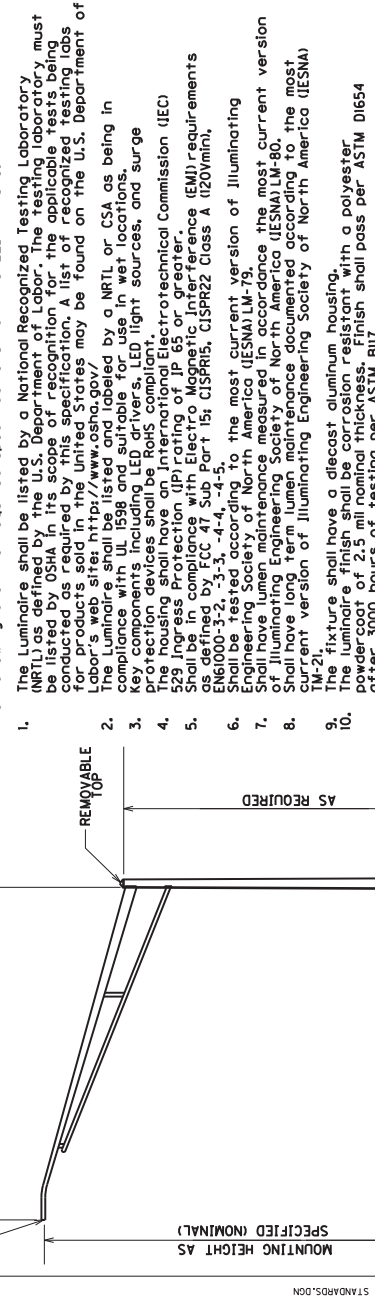 1. The Luminaire shall be listed by a National Recognized Testing Laboratory
(NRTL) as defined by the U.S. Department of Labor. The testing laboratory must
be listed by OSHA in its scope of recognition for the applicable tests being
conducted as required by this specification. A list of recognized testing labs
for products sold in the United States may be found on the U.S. Department of
Labor's web site: http://www.osha.gov/
2. The Luminaire shall be listed and labeled by a NRTL or CSA as being in
compliance with UL 1598 and suitable for use in wet locations.
3. Key components including LED drivers, LED light sources, and surge
protection devices shall be RoHS compliant.
4. The housing shall have an International Electrotechnical Commission (IEC)
529 Ingress Protection (IP) rating of IP 65 or greater.
5. Shall be in compliance with Electro Magnetic Interference (EMI) requirements
as defined by FCC 47 Sub Part 15; CISPR15, CISPR22 Class A (120Vmin),
EN61000-3-2, -3-3, -4-4, -4-5.
6. Shall be tested according to the most current version of Illuminating
Engineering Society of North America (IESNA) LM-79.
7. Shall have lumen maintenance measured in accordance the most current version
of Illuminating Engineering Society of North America (IESNA) LM-80.
8. Shall have long term lumen maintenance documented according to the most
current version of Illuminating Engineering Society of North America (IESNA)
TM-21.
9. The fixture shall have a diecast aluminum housing.
10. The luminaire finish shall be corrosion resistant with a polyester
powdercoat of 2.5 mil nominal thickness. Finish shall pass per ASTM D1654
after 3000 hours of testing per ASTM B117
REMOVABLE
TOP
AS REQUIRED
MOUNTING HEIGHT AS
SPECIFIED (NOMINAL)
STANDARDS.DGN